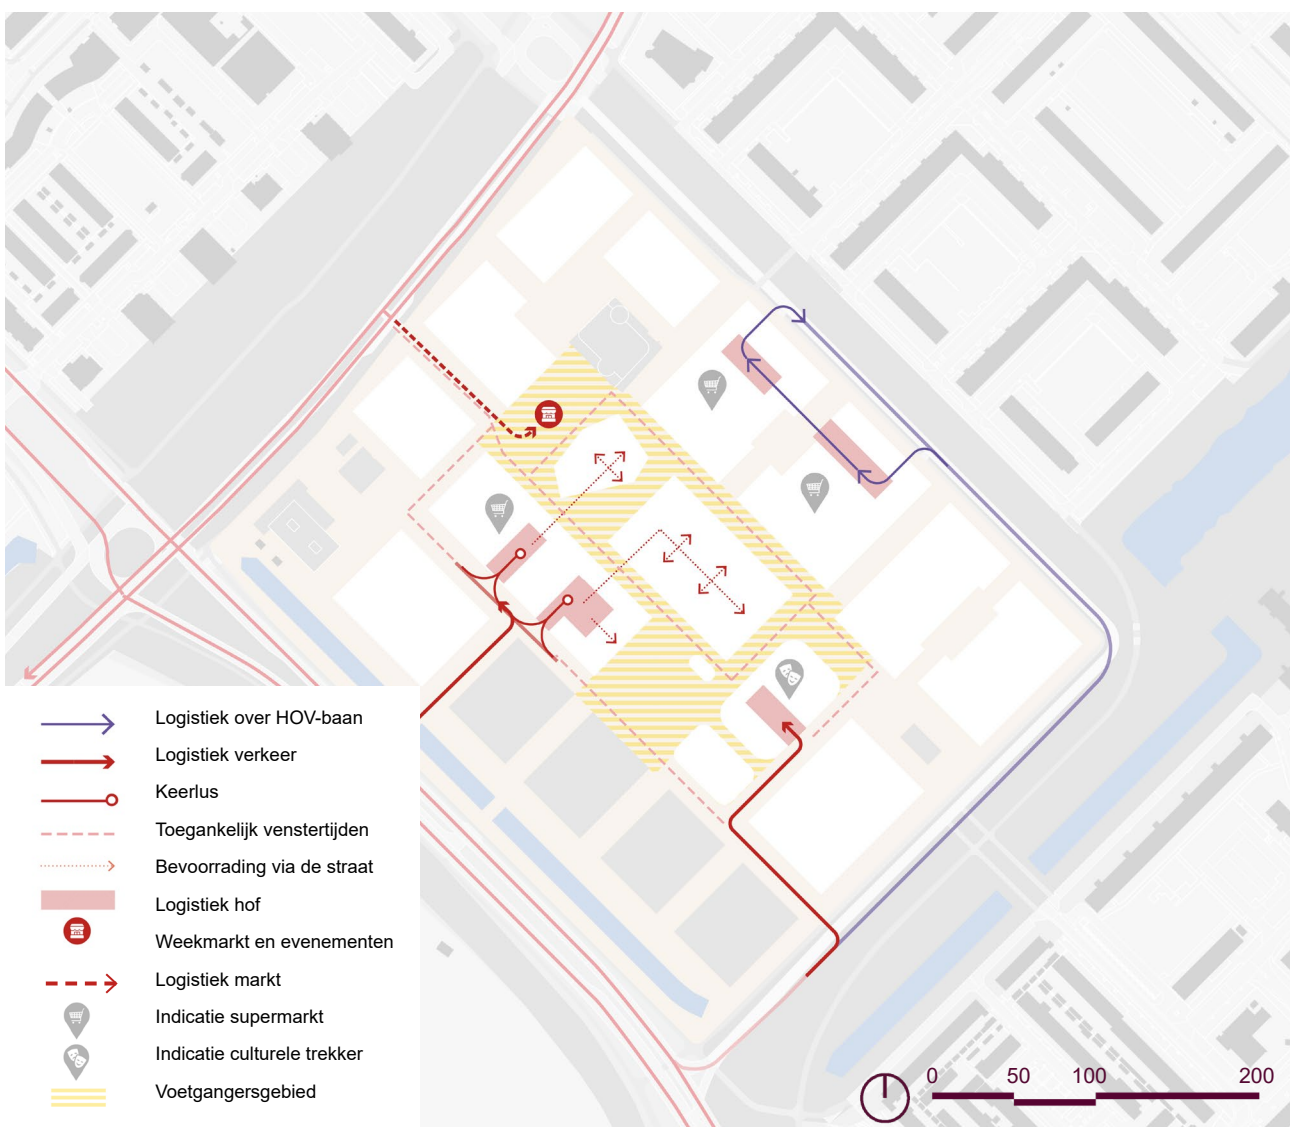 Logistiek over HOV-baan
Logistiek verkeer
Keerlus
Toegankelijk venstertijden
Bevoorrading via de straat
Logistiek hof
Weekmarkt en evenementen
Logistiek markt
Indicatie supermarkt
Indicatie culturele trekker
Voetgangersgebied
0 50 100 200